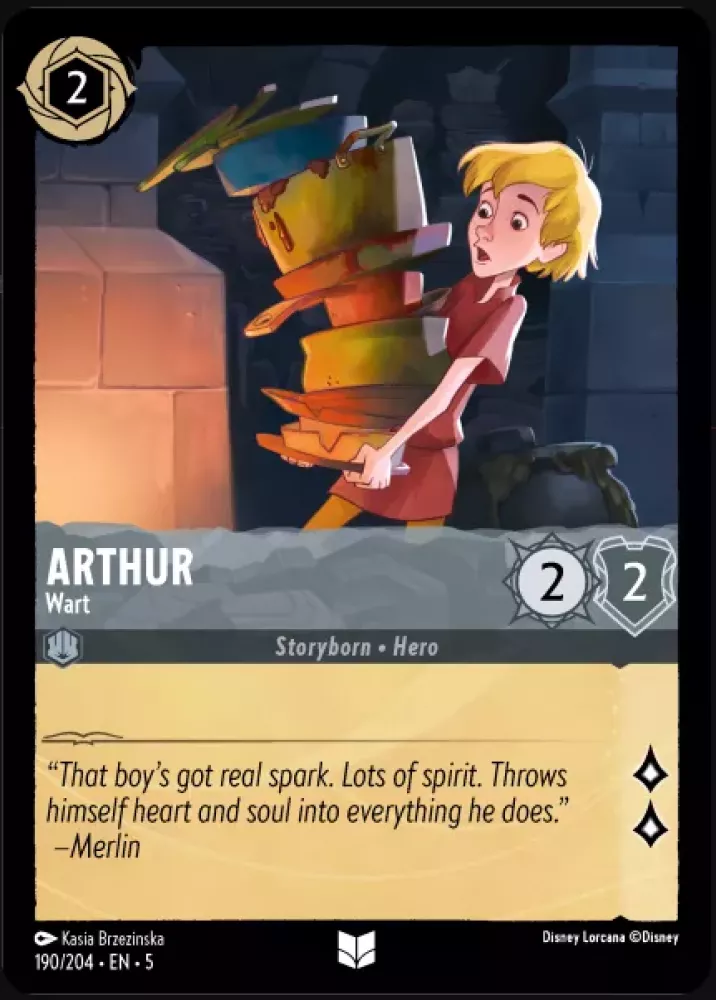 2
ARTHUR
Wart
2
2
Storyborn • Hero
“That boy’s got real spark. Lots of spirit. Throws
himself heart and soul into everything he does.”
–Merlin
Kasia Brzezinska
190/204 • EN • 5
Disney Lorcana ©Disney